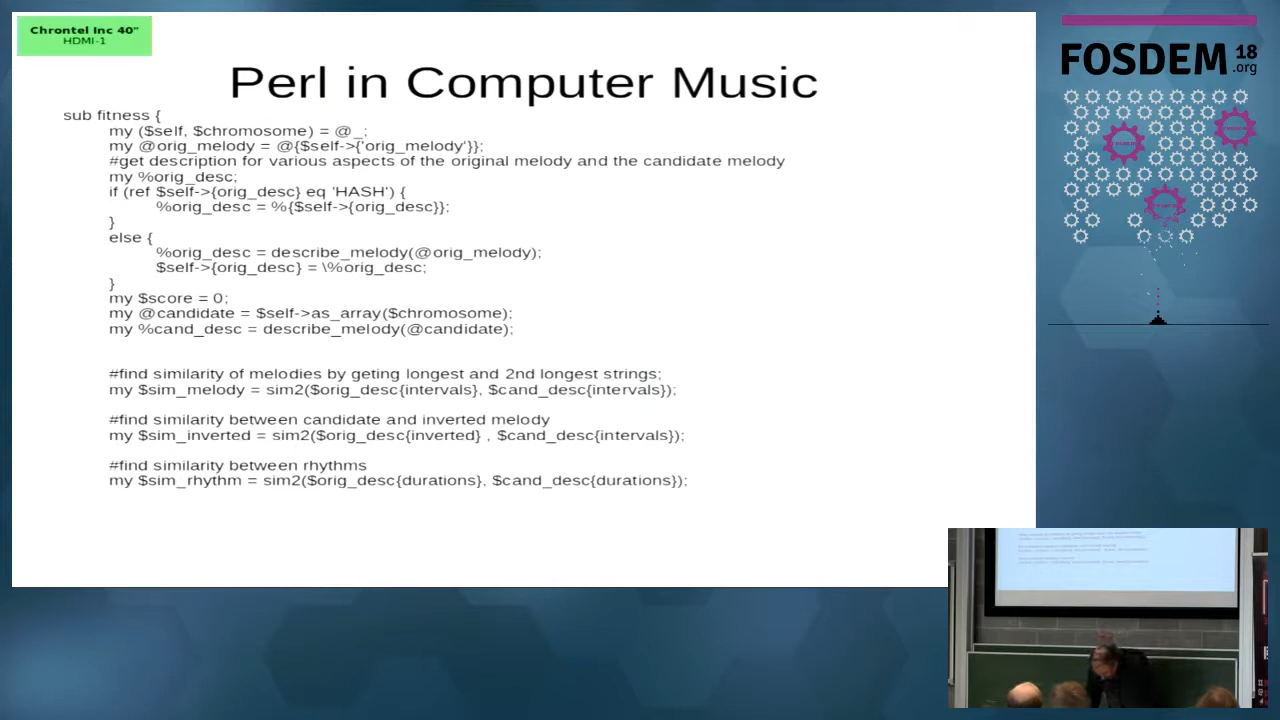 Chrontel Inc 40"
HDMI-1
FOSDEM 18 .org
Perl in Computer Music
sub fitness {
my ($self, $chromosome) = @_;
my @orig_melody = @{$self->{'orig_melody'}};
#get description for various aspects of the original melody and the candidate melody
my %orig_desc;
if (ref $self->{orig_desc} eq 'HASH') {
%orig_desc = %{$self->{orig_desc}};
}
else {
%orig_desc = describe_melody(@orig_melody);
$self->{orig_desc} = \%orig_desc;
}
my $score = 0;
my @candidate = $self->as_array($chromosome);
my %cand_desc = describe_melody(@candidate);
#find similarity of melodies by geting longest and 2nd longest strings;
my $sim_melody = sim2($orig_desc{intervals}, $cand_desc{intervals});
#find similarity between candidate and inverted melody
my $sim_inverted = sim2($orig_desc{inverted} , $cand_desc{intervals});
#find similarity between rhythms
my $sim_rhythm = sim2($orig_desc{durations}, $cand_desc{durations});